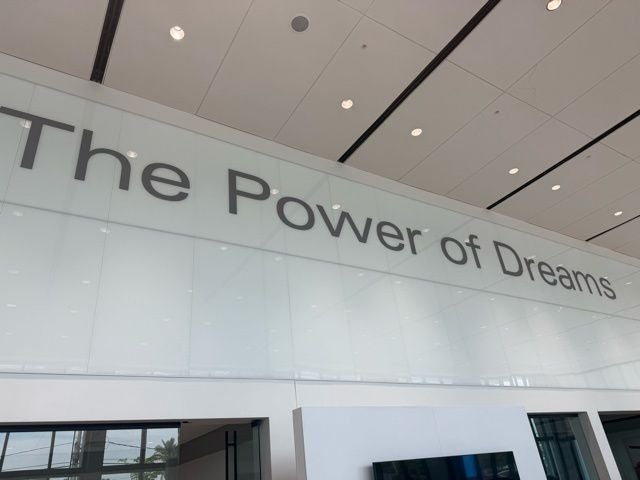 The Power of Dreams